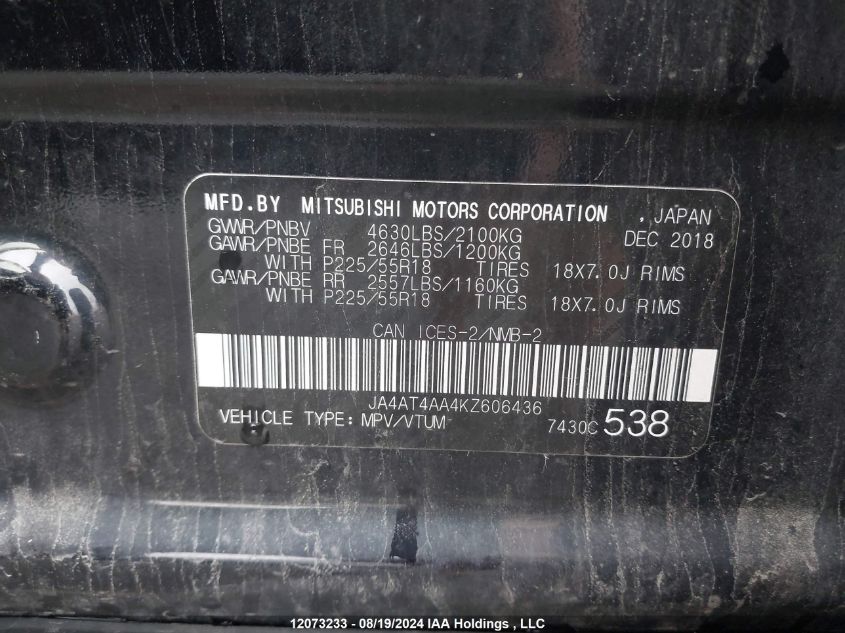 MFD.BY MITSUBISHI MOTORS CORPORATION . JAPAN
GVWR/PNBV 4630LBS/2100KG DEC 2018
GAWR/PNBE FR 2646LBS/1200KG
WITH P225/55R18 TIRES 18X7.0J RIMS
GAWR/PNBE RR 2557LBS/1160KG
WITH P225/55R18 TIRES 18X7.0J RIMS
CAN ICES-2/NMB-2
JA4AT4AA4KZ606436
VEHICLE TYPE: MPV/VTUM 7430C 538
12073233 - 08/19/2024 IAA Holdings , LLC